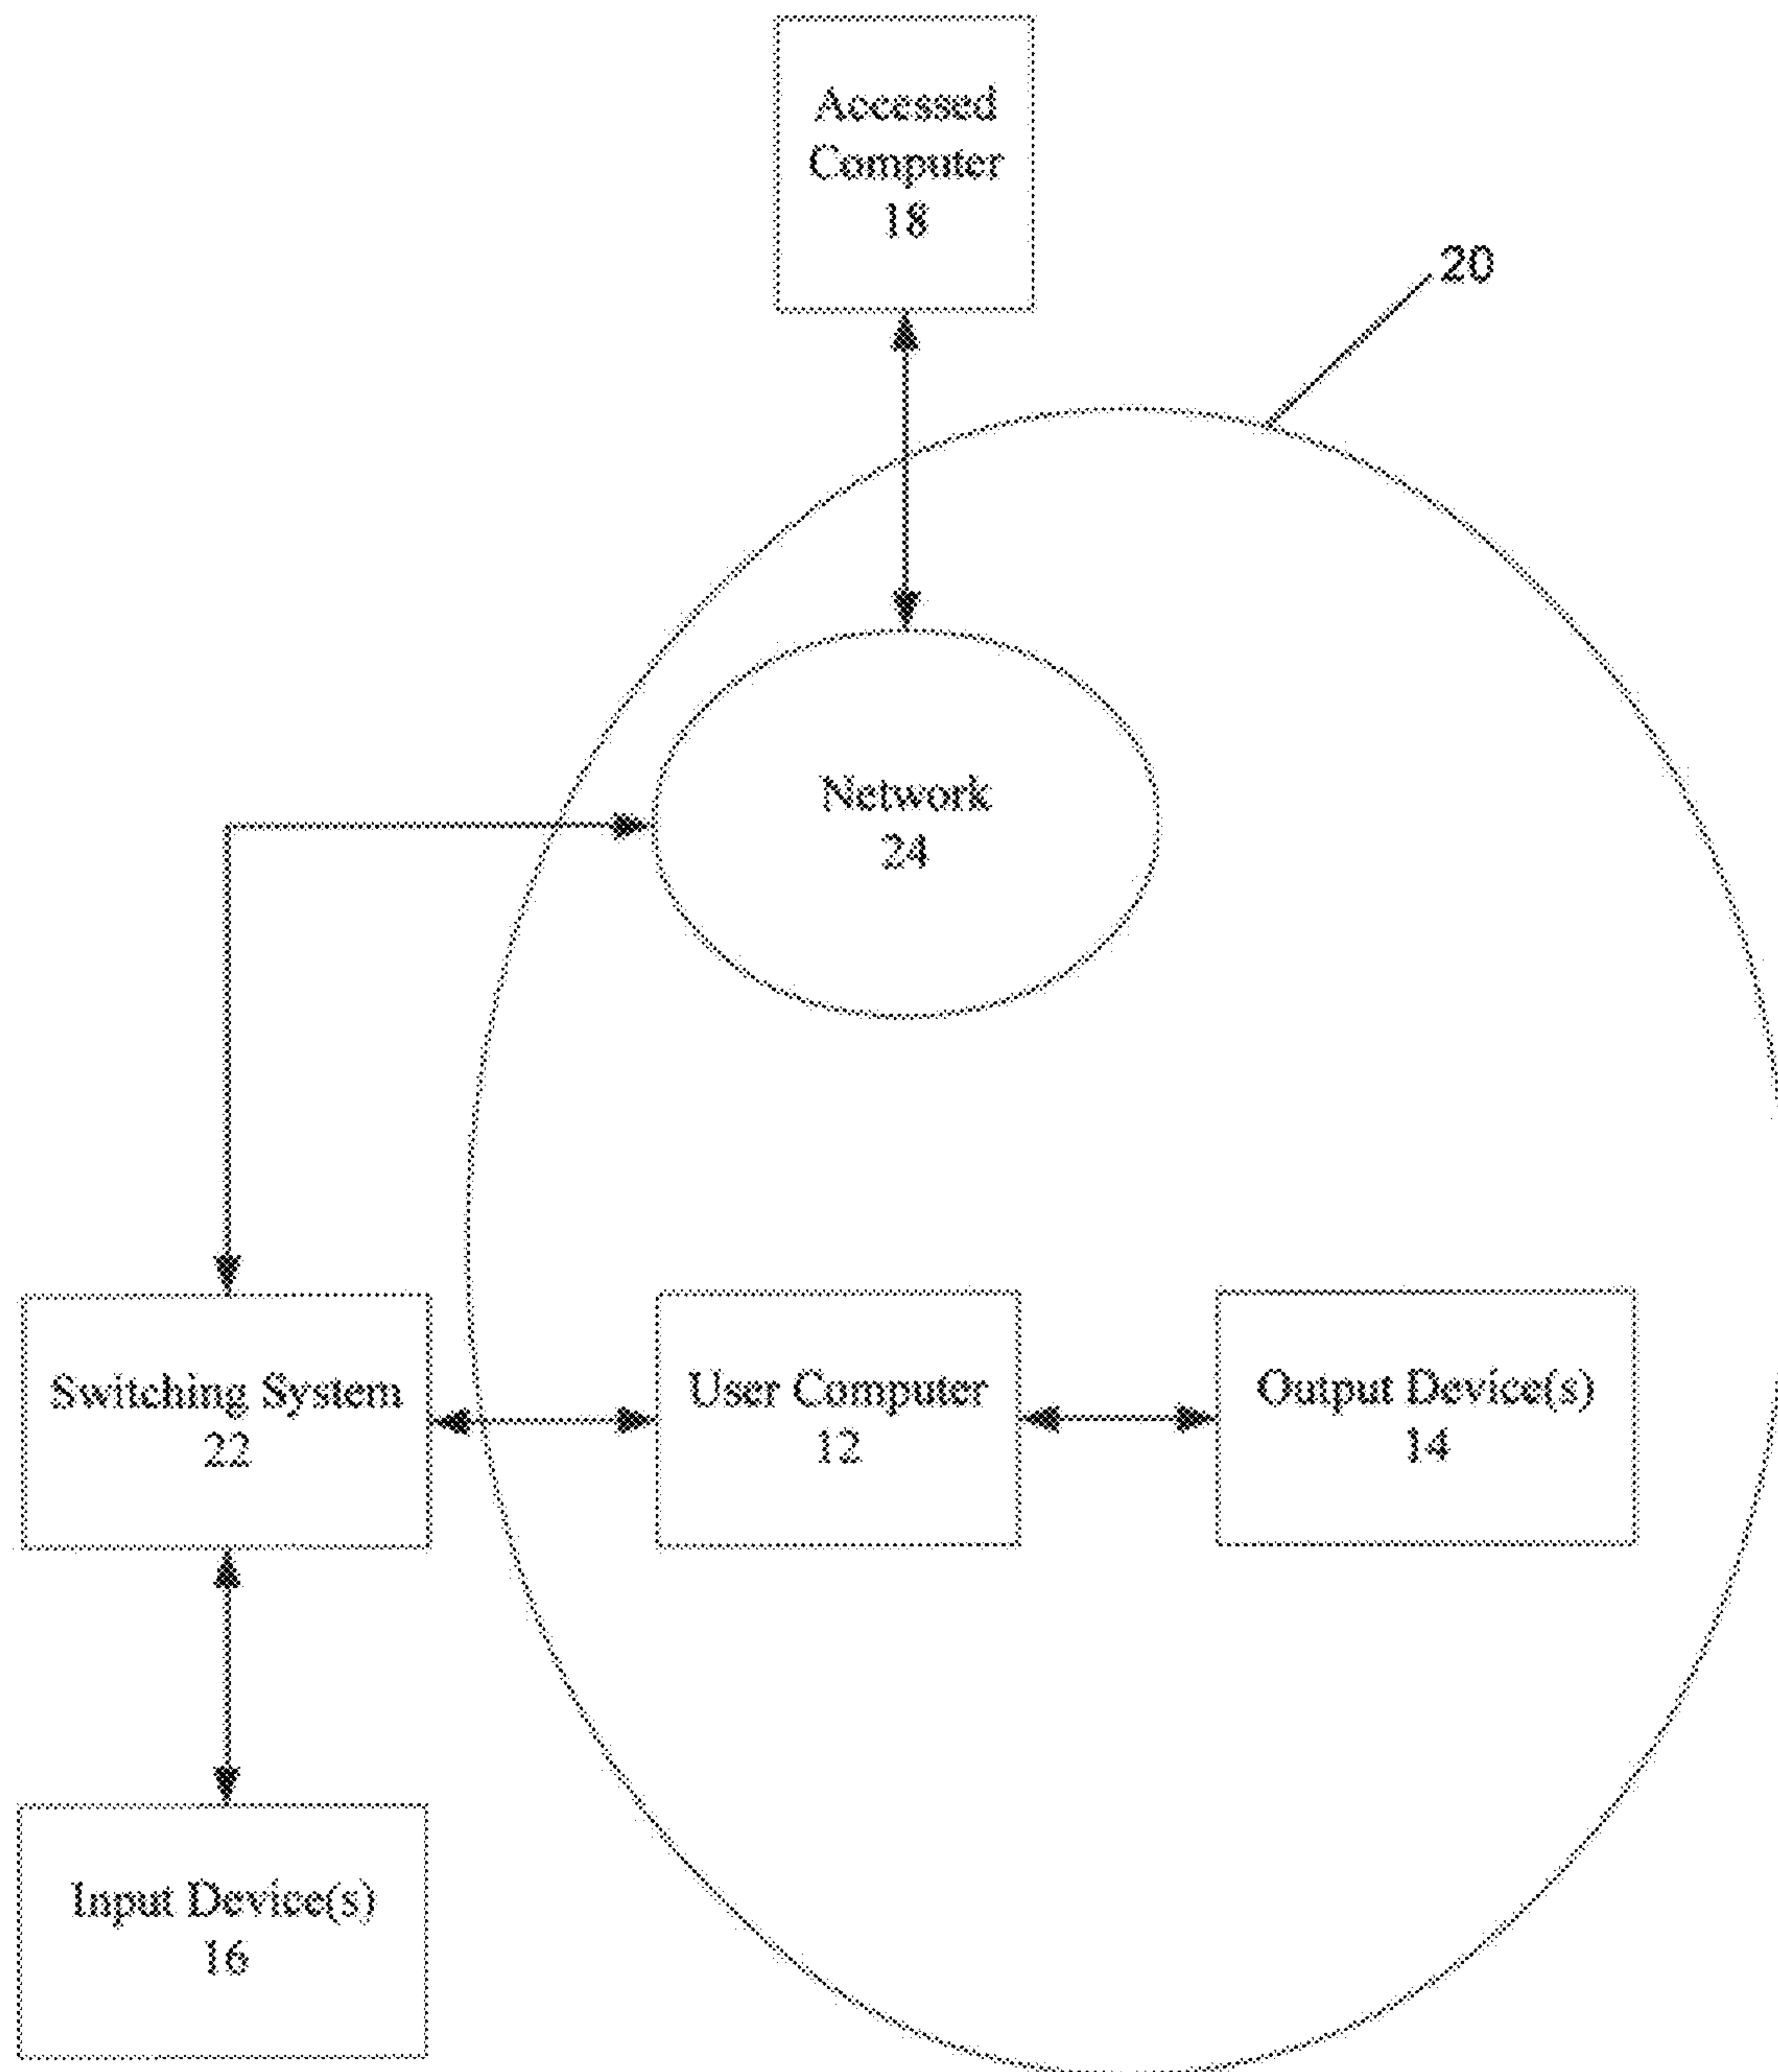 Accessed
Computer
18
20
Network
24
Switching System
22
User Computer
12
Output Device(s)
14
Input Device(s)
16